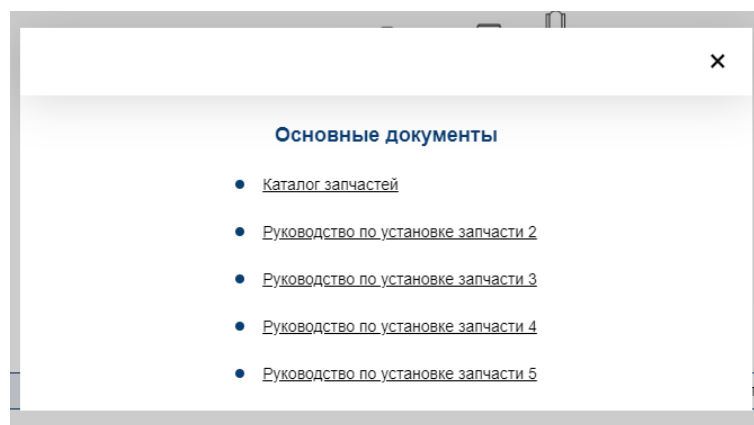 Основные документы
Каталог запчастей
Руководство по установке запчасти 2
Руководство по установке запчасти 3
Руководство по установке запчасти 4
Руководство по установке запчасти 5